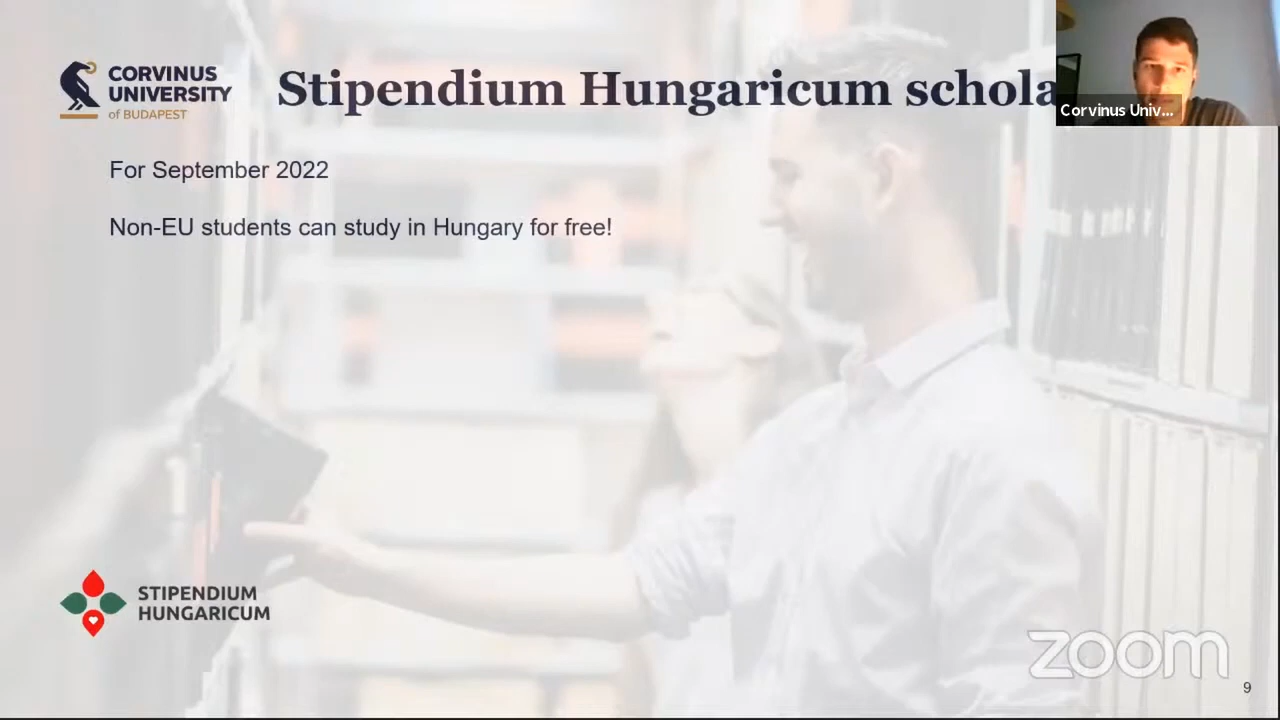 CORVINUS
UNIVERSITY
of BUDAPEST
Stipendium Hungaricum schola
Corvinus Univ...
For September 2022
Non-EU students can study in Hungary for free!
STIPENDIUM
HUNGARICUM
zoom
9